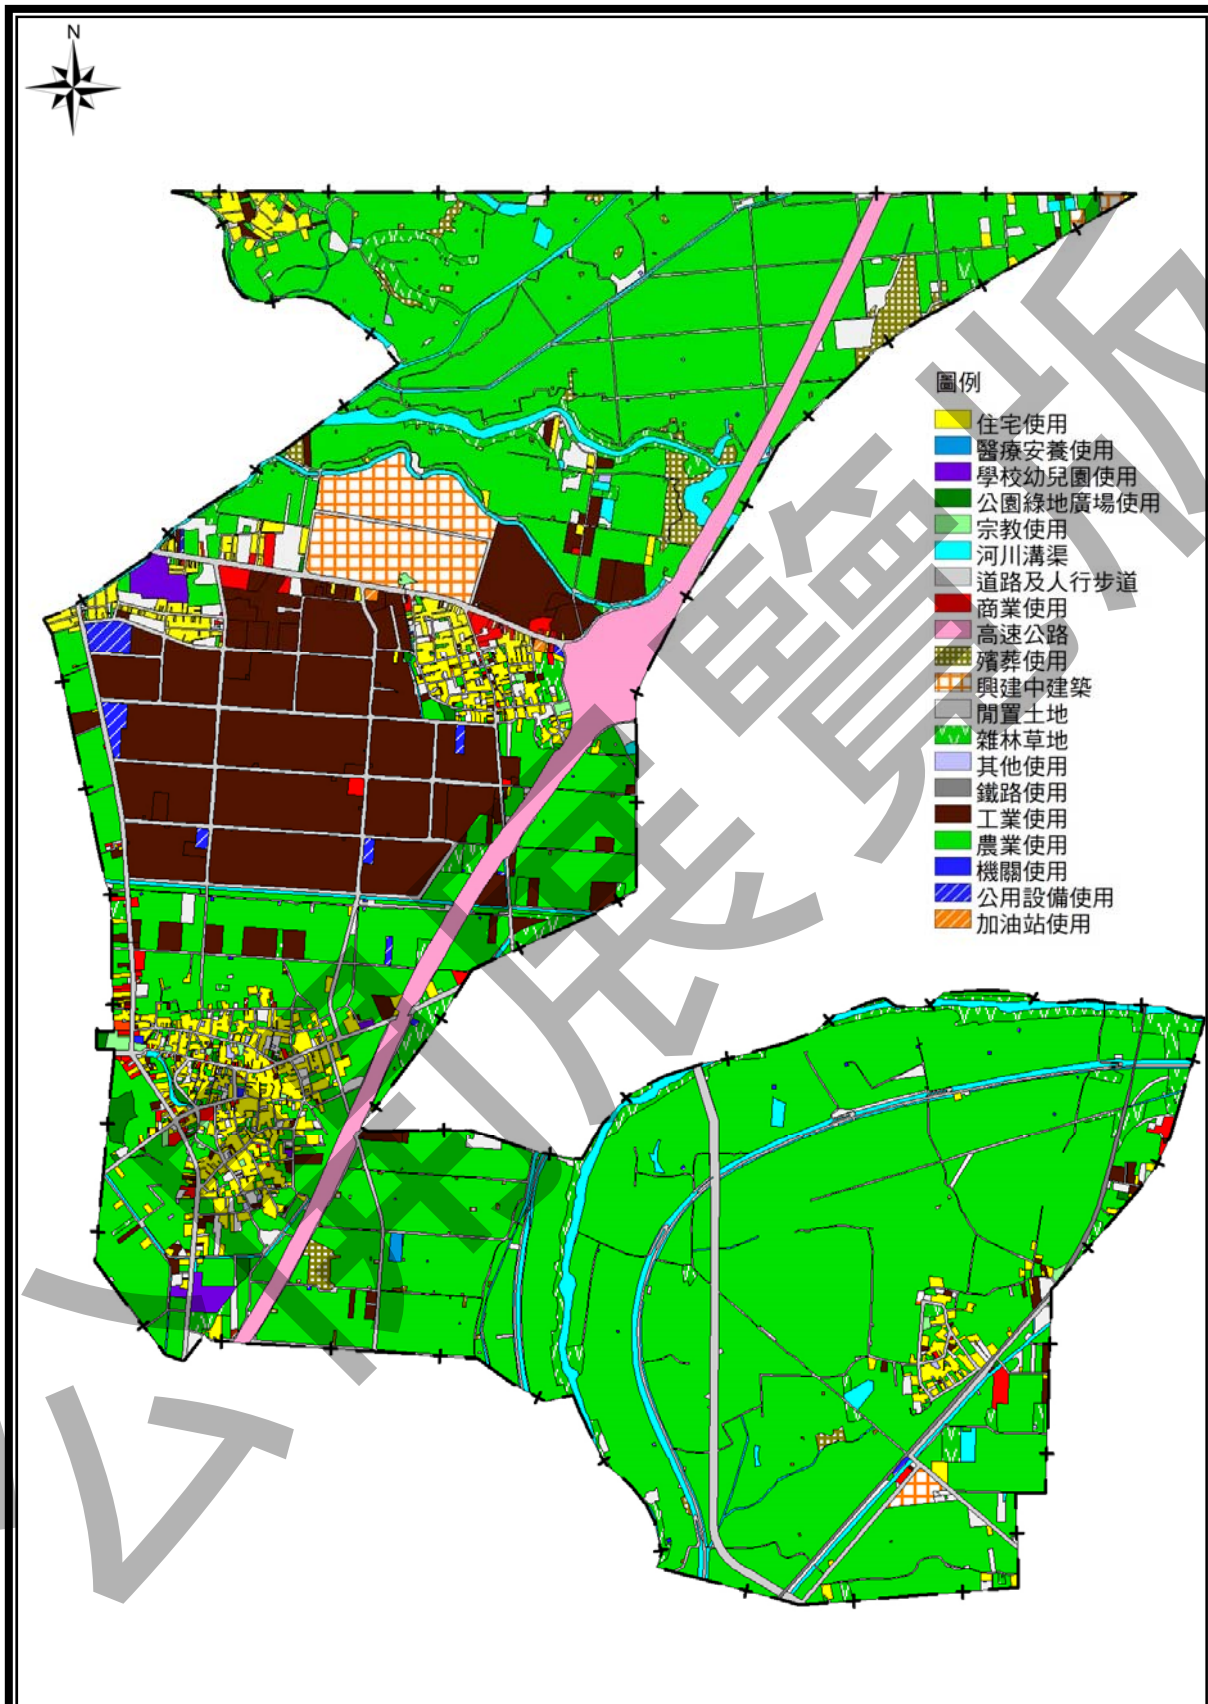 N
圖例
住宅使用
醫療安養使用
學校幼兒園使用
公園綠地廣場使用
宗教使用
河川溝渠
道路及人行步道
商業使用
高速公路
殯葬使用
興建中建築
閒置土地
雜林草地
其他使用
鐵路使用
工業使用
農業使用
機關使用
公用設備使用
加油站使用
公開展覽版